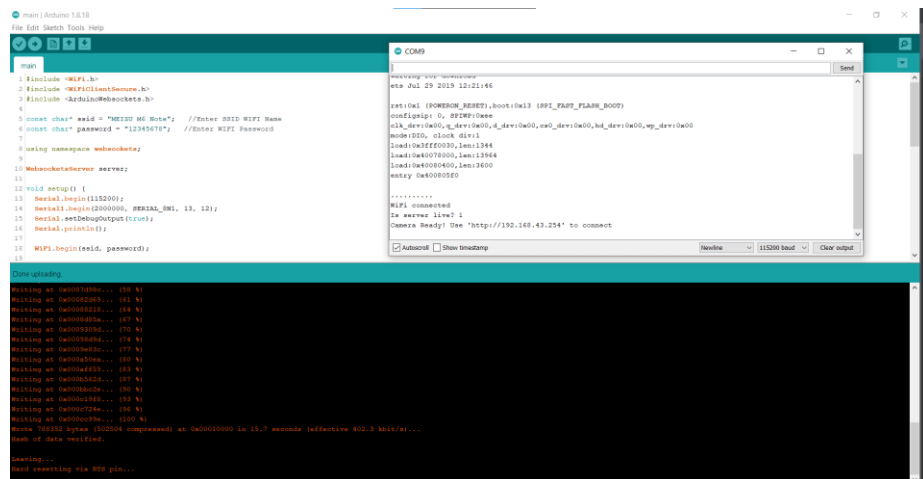 main | Arduino 1.8.18
File Edit Sketch Tools Help
main
1 #include <WiFi.h>
2 #include <WiFiClientSecure.h>
3 #include <ArduinoWebsockets.h>
4
5 const char* ssid = "MEIZU M6 Note"; //Enter SSID WIFI Name
6 const char* password = "12345678"; //Enter WIFI Password
7
8 using namespace websockets;
9
10 WebsocketsServer server;
11
12 void setup() {
13 Serial.begin(115200);
14 Serial1.begin(2000000, SERIAL_8N1, 13, 12);
15 Serial.setDebugOutput(true);
16 Serial.println();
17
18 WiFi.begin(ssid, password);
19
COM9
Send
waiting for download
ets Jul 29 2019 12:21:46
rst:0x1 (POWERON_RESET),boot:0x13 (SPI_FAST_FLASH_BOOT)
configsip: 0, SPIWP:0xee
clk_drv:0x00,q_drv:0x00,d_drv:0x00,cs0_drv:0x00,hd_drv:0x00,wp_drv:0x00
mode:DIO, clock div:1
load:0x3fff0030,len:1344
load:0x40078000,len:13964
load:0x40080400,len:3600
entry 0x400805f0
..........
WiFi connected
Is server live? 1
Camera Ready! Use 'http://192.168.43.254' to connect
Autoscroll Show timestamp Newline 115200 baud Clear output
Done uploading.
Writing at 0x0007d98c... (58 %)
Writing at 0x00082d69... (61 %)
Writing at 0x00088210... (64 %)
Writing at 0x0008d85a... (67 %)
Writing at 0x0009309d... (70 %)
Writing at 0x00098d9d... (74 %)
Writing at 0x0009e83c... (77 %)
Writing at 0x000a50ea... (80 %)
Writing at 0x000aff59... (83 %)
Writing at 0x000b562d... (87 %)
Writing at 0x000bbc2e... (90 %)
Writing at 0x000c19f8... (93 %)
Writing at 0x000c724e... (96 %)
Writing at 0x000cc99e... (100 %)
Wrote 788352 bytes (502504 compressed) at 0x00010000 in 15.7 seconds (effective 402.3 kbit/s)...
Hash of data verified.
Leaving...
Hard resetting via RTS pin...